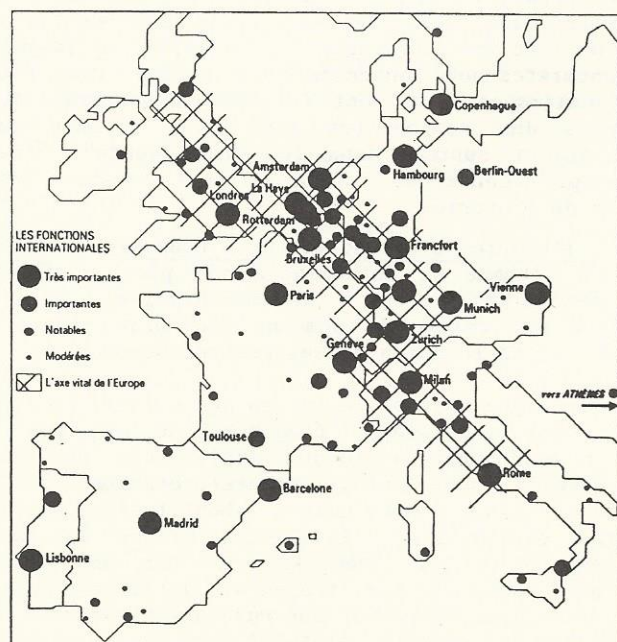 Copenhague
Hambourg
Berlin-Ouest
Amsterdam
La Haye
Londres
Rotterdam
Bruxelles
Francfort
LES FONCTIONS
INTERNATIONALES
Très importantes
Importantes
Notables
Modérées
L'axe vital de l'Europe
Paris
Vienne
Munich
Zurich
Genève
Milan
vers ATHÈNES
Toulouse
Rome
Barcelone
Madrid
Lisbonne